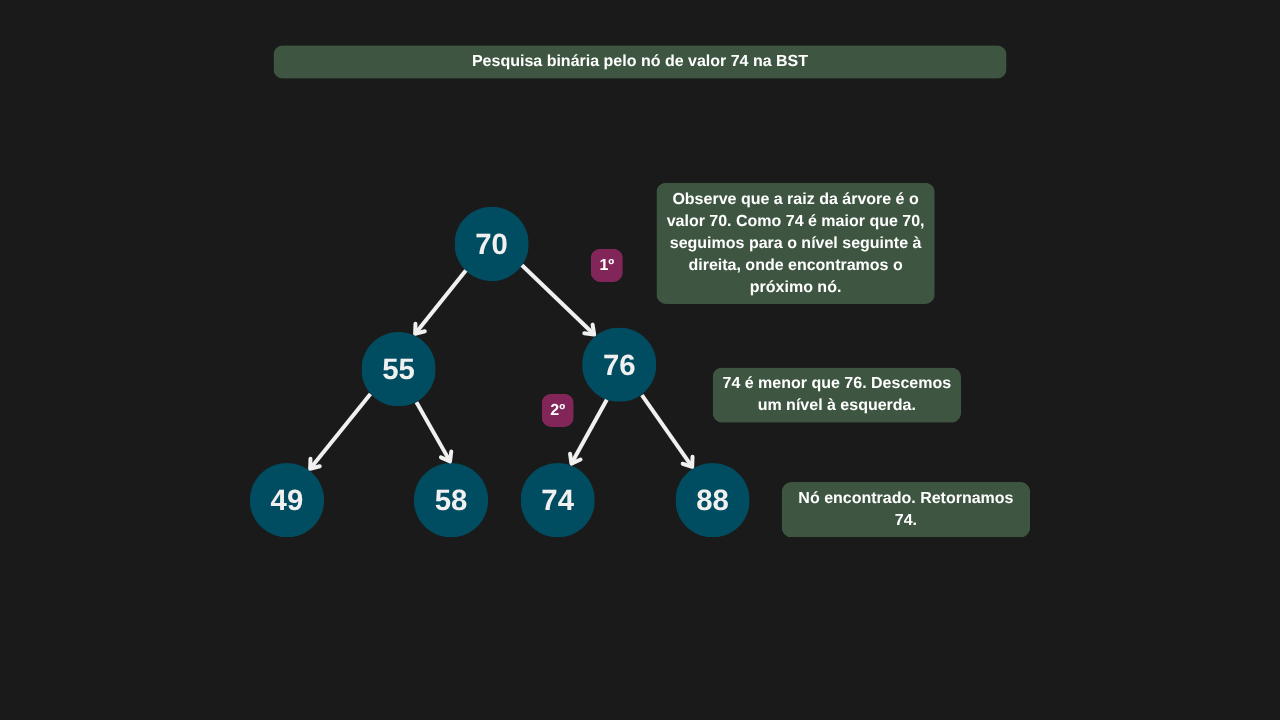 Pesquisa binária pelo nó de valor 74 na BST
Observe que a raiz da árvore é o
valor 70. Como 74 é maior que 70,
seguimos para o nível seguinte à
direita, onde encontramos o
próximo nó.
70
1º
55
76
74 é menor que 76. Descemos
um nível à esquerda.
2º
49
58
74
88
Nó encontrado. Retornamos
74.